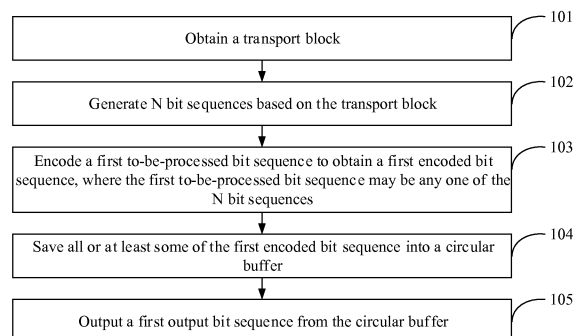 101
Obtain a transport block
102
Generate N bit sequences based on the transport block
103
Encode a first to-be-processed bit sequence to obtain a first encoded bit
sequence, where the first to-be-processed bit sequence may be any one of the
N bit sequences
104
Save all or at least some of the first encoded bit sequence into a circular
buffer
105
Output a first output bit sequence from the circular buffer